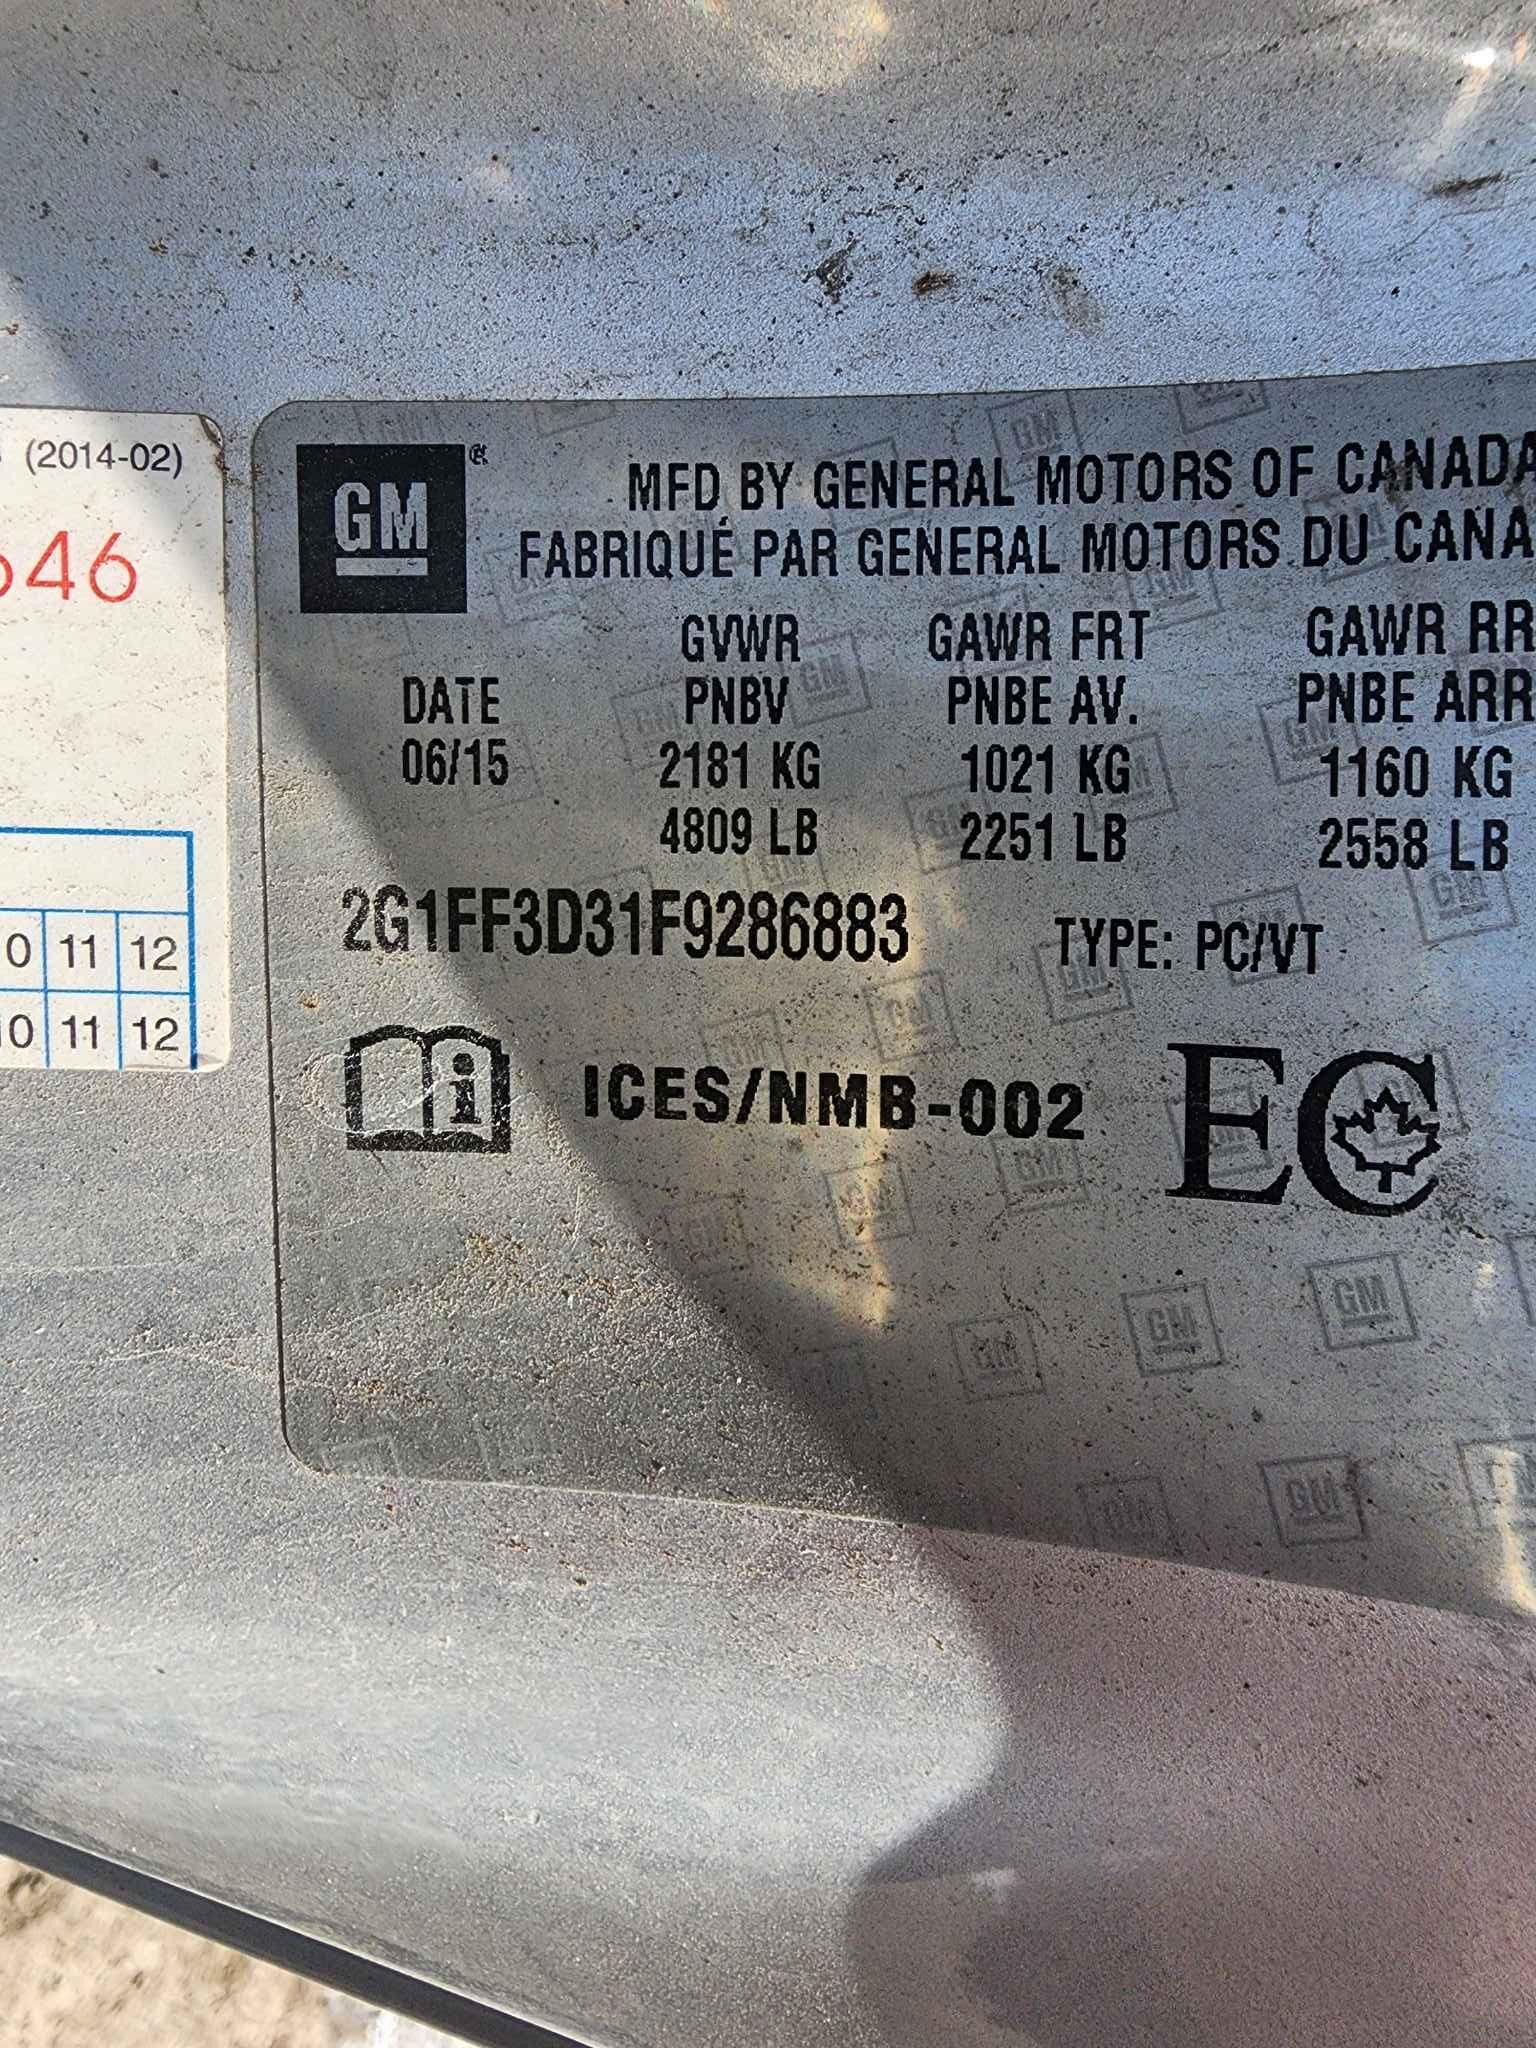 (2014-02)
646
10 11 12
10 11 12
GM®
MFD BY GENERAL MOTORS OF CANADA
FABRIQUÉ PAR GENERAL MOTORS DU CANA
GVWR GAWR FRT GAWR RR
DATE PNBV PNBE AV. PNBE ARR
06/15 2181 KG 1021 KG 1160 KG
4809 LB 2251 LB 2558 LB
2G1FF3D31F9286883 TYPE: PC/VT
i ICES/NMB-002 EC